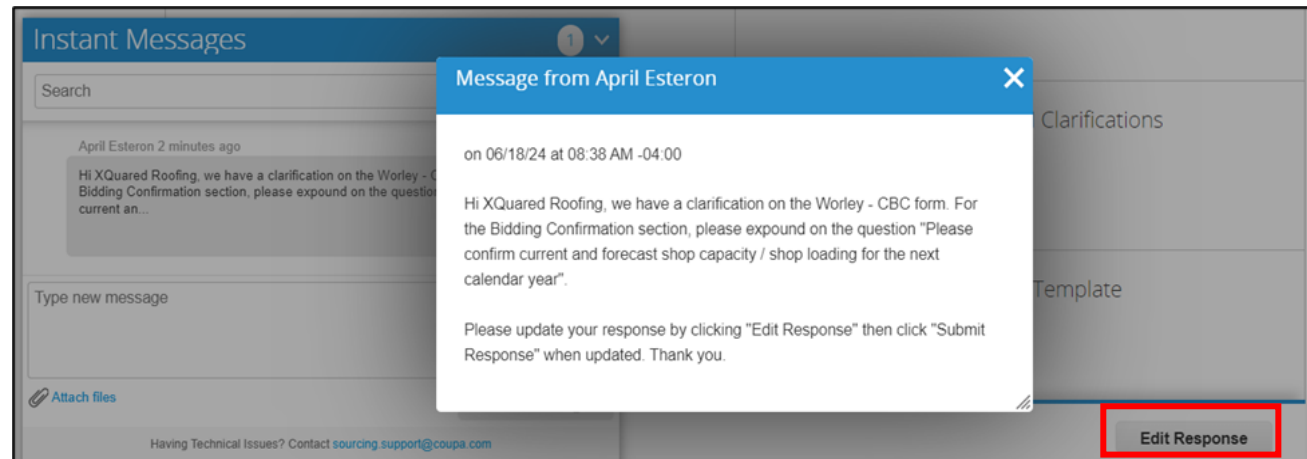 Instant Messages
1
Search
April Esteron 2 minutes ago
Hi XQuared Roofing, we have a clarification on the Worley -
Bidding Confirmation section, please expound on the question
current an...
Type new message
Attach files
Having Technical Issues? Contact sourcing.support@coupa.com
Message from April Esteron
on 06/18/24 at 08:38 AM -04:00
Hi XQuared Roofing, we have a clarification on the Worley - CBC form. For
the Bidding Confirmation section, please expound on the question "Please
confirm current and forecast shop capacity / shop loading for the next
calendar year".
Please update your response by clicking "Edit Response" then click "Submit
Response" when updated. Thank you.
Clarifications
Template
Edit Response